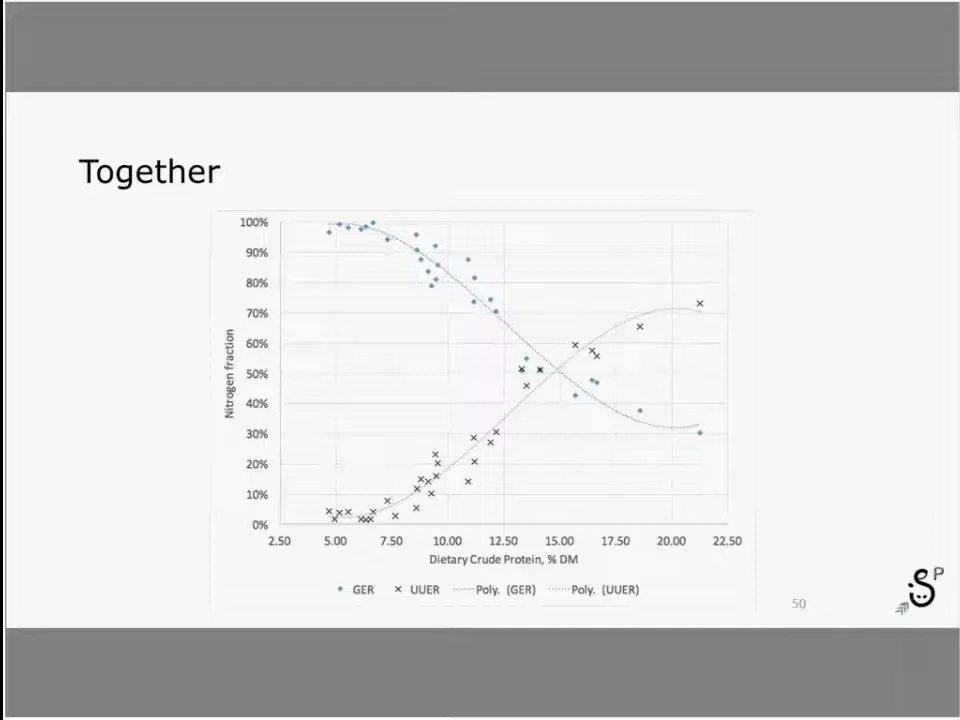 Together
100%
90%
80%
70%
60%
50%
40%
30%
20%
10%
0%
Nitrogen fraction
2.50 5.00 7.50 10.00 12.50 15.00 17.50 20.00 22.50
Dietary Crude Protein, % DM
GER UUER Poly. (GER) Poly. (UUER)
50
SP